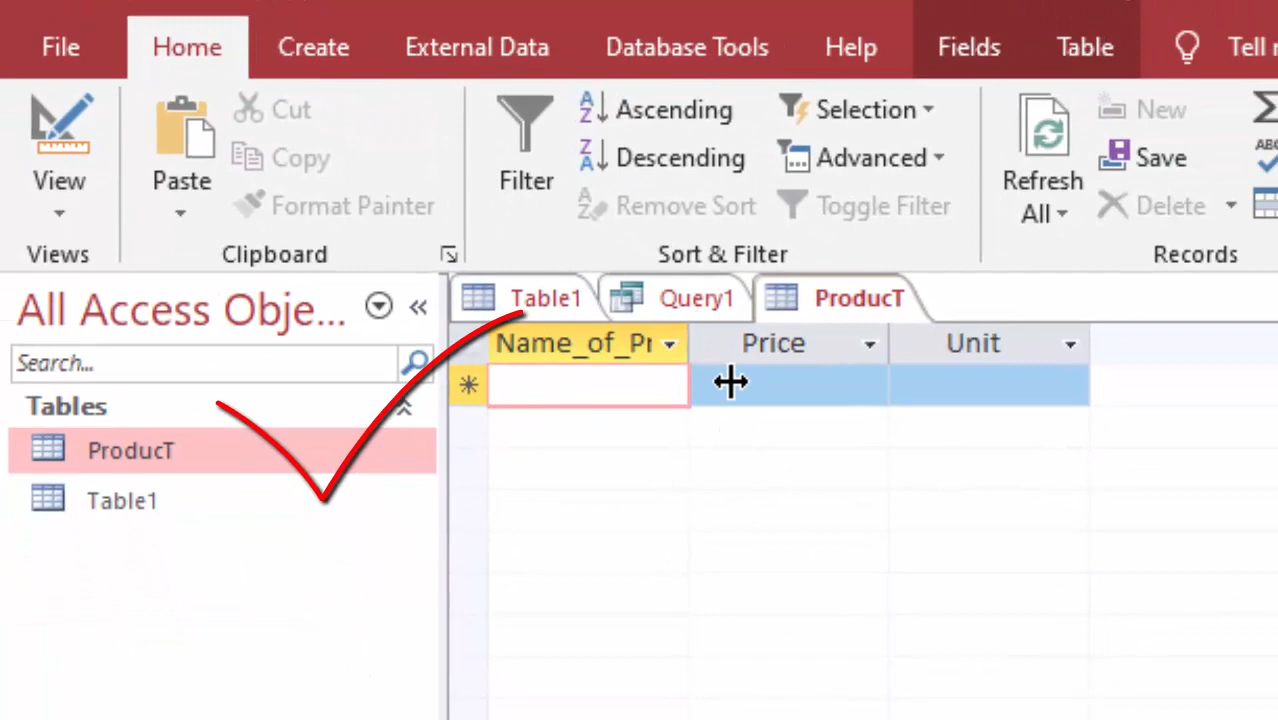 File Home Create External Data Database Tools Help Fields Table Tell
View Paste Cut Copy Format Painter
Filter Ascending Descending Remove Sort Selection Advanced Toggle Filter
Refresh All New Save Delete
Views Clipboard Sort & Filter Records
All Access Obje...
Search...
Tables
ProducT
Table1
Table1 Query1 ProducT
Name_of_Pr Price Unit